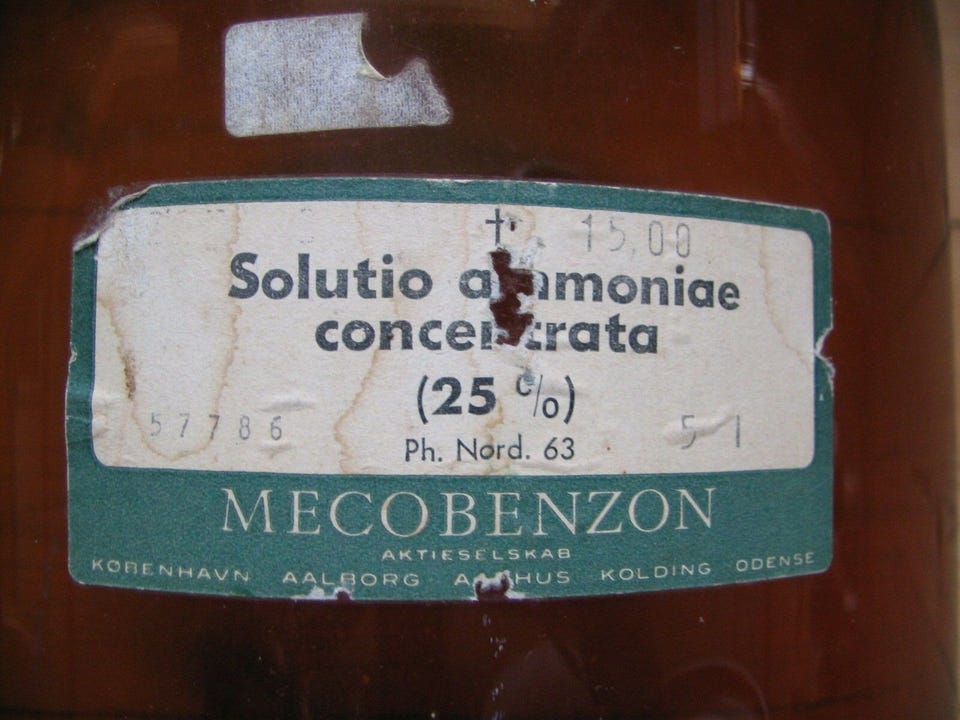 † 15,00
Solutio ammoniae
concentrata
(25 %)
57786 5 l
Ph. Nord. 63
MECOBENZON
AKTIESELSKAB
KØBENHAVN AALBORG AARHUS KOLDING ODENSE